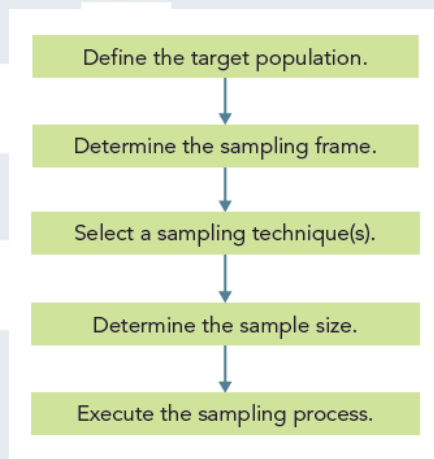 Define the target population.
Determine the sampling frame.
Select a sampling technique(s).
Determine the sample size.
Execute the sampling process.